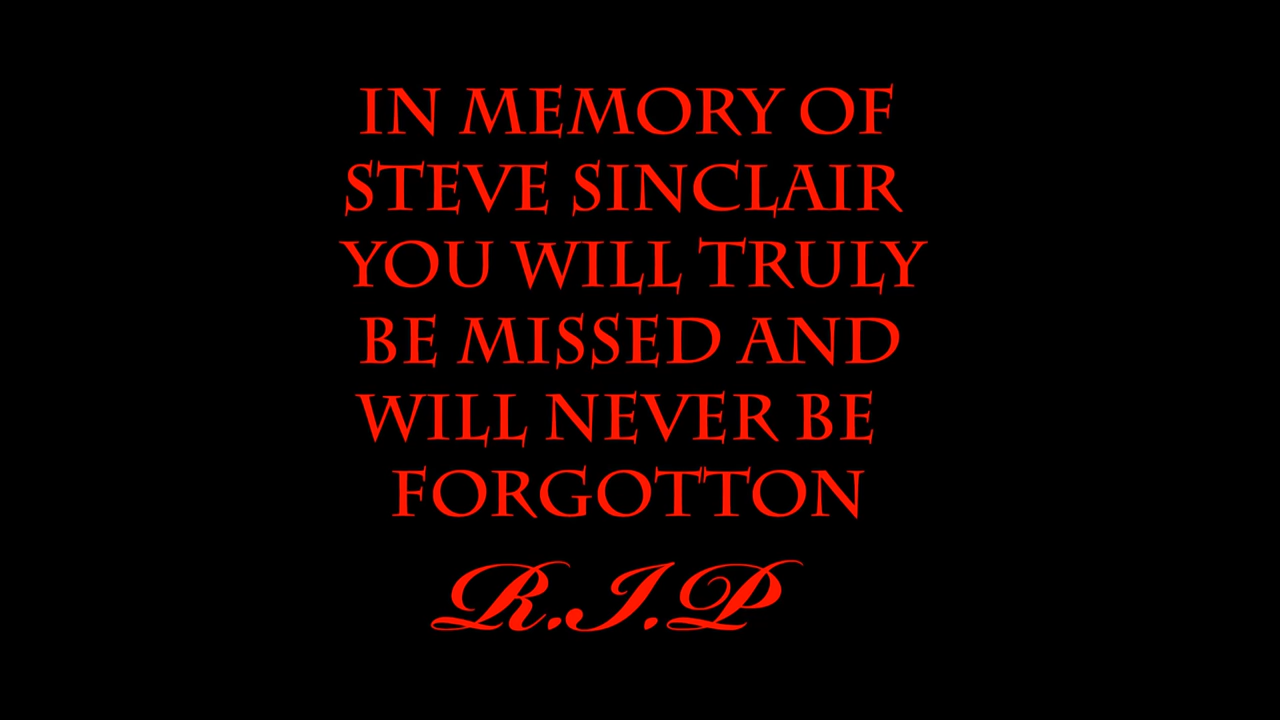 IN MEMORY OF
STEVE SINCLAIR
YOU WILL TRULY
BE MISSED AND
WILL NEVER BE
FORGOTTON
R.I.P